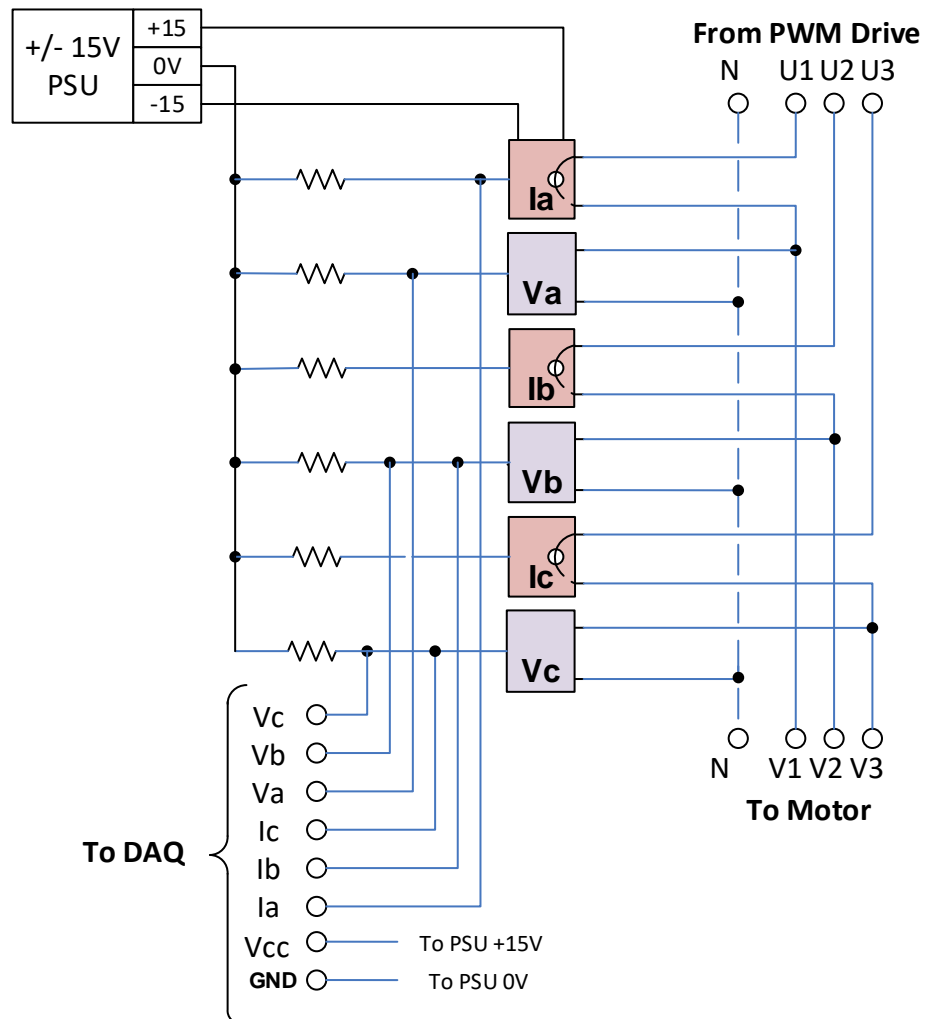 +/- 15V
PSU
+15
0V
-15
From PWM Drive
N U1 U2 U3
Ia
Va
Ib
Vb
Ic
Vc
N V1 V2 V3
To Motor
To DAQ
Vc
Vb
Va
Ic
Ib
Ia
Vcc To PSU +15V
GND To PSU 0V